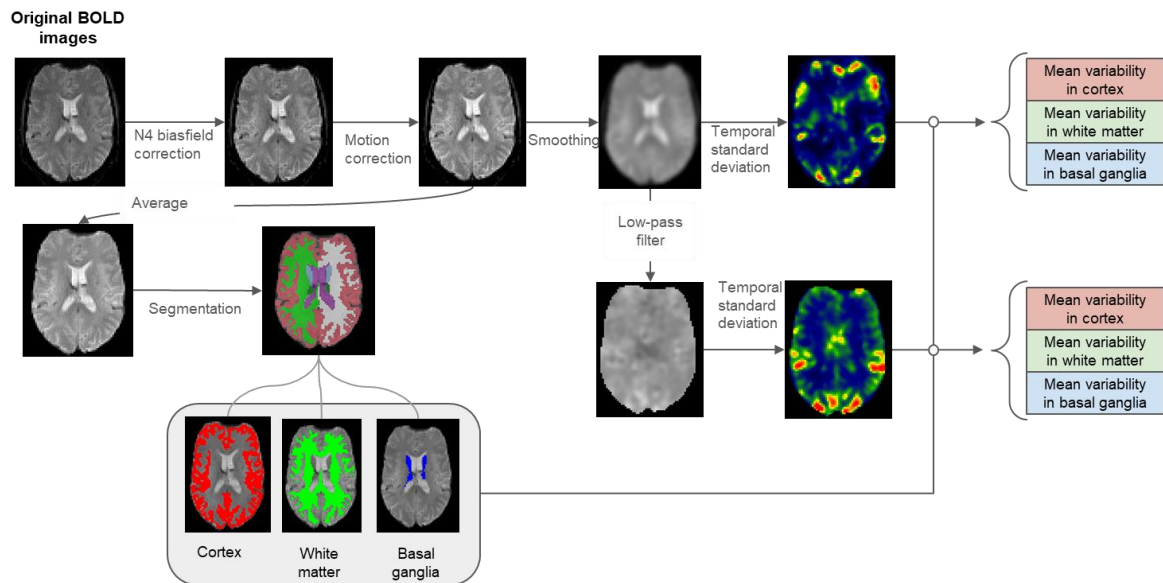 Original BOLD
images
N4 biasfield
correction
Motion
correction
Smoothing
Temporal
standard
deviation
Mean variability
in cortex
Mean variability
in white matter
Mean variability
in basal ganglia
Average
Low-pass
filter
Segmentation
Temporal
standard
deviation
Mean variability
in cortex
Mean variability
in white matter
Mean variability
in basal ganglia
Cortex
White
matter
Basal
ganglia